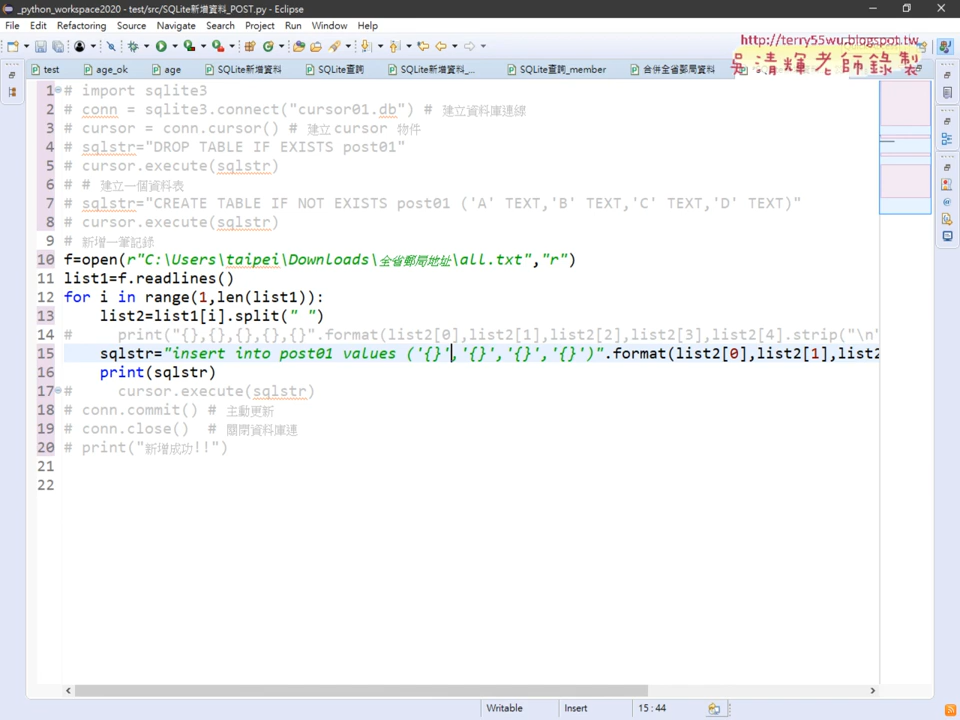 _python_workspace2020 - test/src/SQLite新增資料_POST.py - Eclipse
File Edit Refactoring Source Navigate Search Project Run Window Help
http://terry55wu.blogspot.tw
吳清輝老師錄製
test age_ok age SQLite新增資料 SQLite查詢 SQLite新增資料_... SQLite查詢_member 合併全省郵局資料
1 # import sqlite3
2 # conn = sqlite3.connect("cursor01.db") # 建立資料庫連線
3 # cursor = conn.cursor() # 建立 cursor 物件
4 # sqlstr="DROP TABLE IF EXISTS post01"
5 # cursor.execute(sqlstr)
6 # # 建立一個資料表
7 # sqlstr="CREATE TABLE IF NOT EXISTS post01 ('A' TEXT,'B' TEXT,'C' TEXT,'D' TEXT)"
8 # cursor.execute(sqlstr)
9 # 新增一筆記錄
10 f=open(r"C:\Users\taipei\Downloads\全省郵局地址\all.txt","r")
11 list1=f.readlines()
12 for i in range(1,len(list1)):
13 list2=list1[i].split(" ")
14 # print("{},{},{},{},{}".format(list2[0],list2[1],list2[2],list2[3],list2[4].strip("\n"
15 sqlstr="insert into post01 values ('{}','{}','{}','{}')".format(list2[0],list2[1],list2
16 print(sqlstr)
17 # cursor.execute(sqlstr)
18 # conn.commit() # 主動更新
19 # conn.close() # 關閉資料庫連
20 # print("新增成功!!")
21
22
Writable Insert 15:44